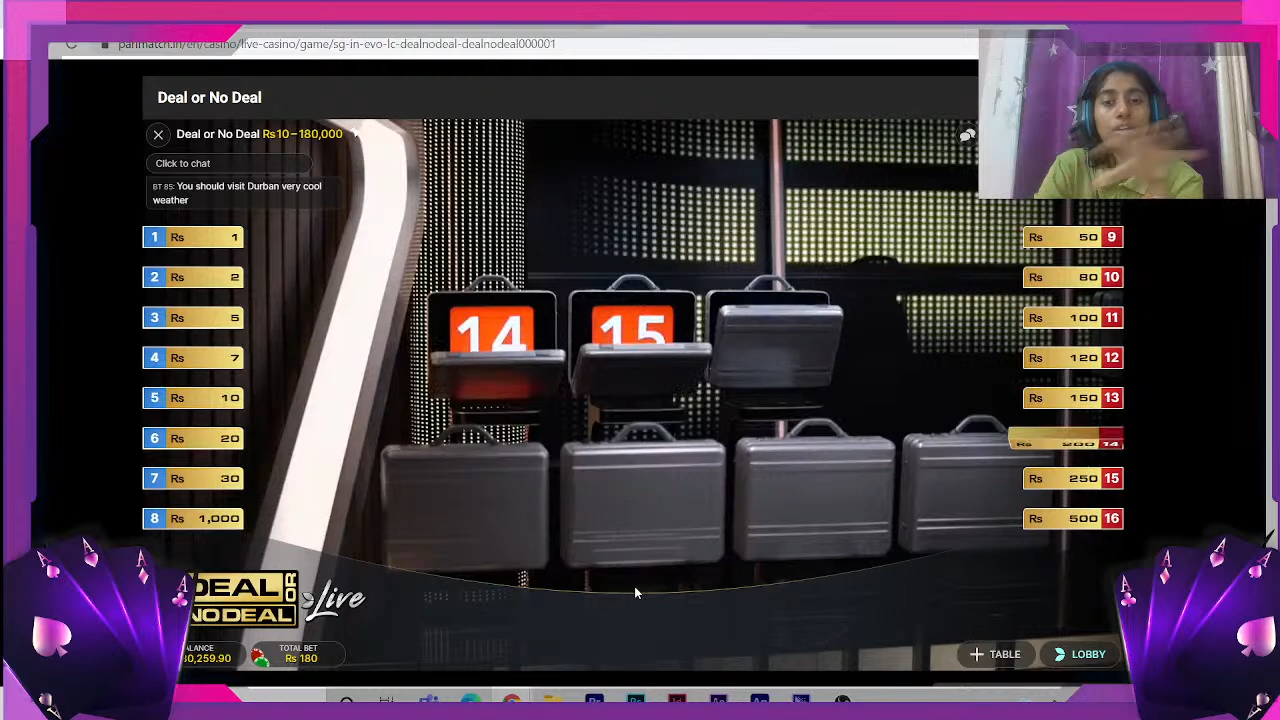 parimatch.in/en/casino/live-casino/game/sg-in-evo-lc-dealnodeal-dealnodeal000001
Deal or No Deal
Deal or No Deal Rs10–180,000
Click to chat
BT 85: You should visit Durban very cool
weather
1 Rs 1
2 Rs 2
3 Rs 5
4 Rs 7
5 Rs 10
6 Rs 20
7 Rs 30
8 Rs 1,000
Rs 50 9
Rs 80 10
Rs 100 11
Rs 120 12
Rs 150 13
Rs 200 14
Rs 250 15
Rs 500 16
14
15
DEAL OR
NO DEAL
Live
ALANCE
30,259.90
TOTAL BET
Rs 180
+ TABLE
LOBBY
A A A A
A A A A